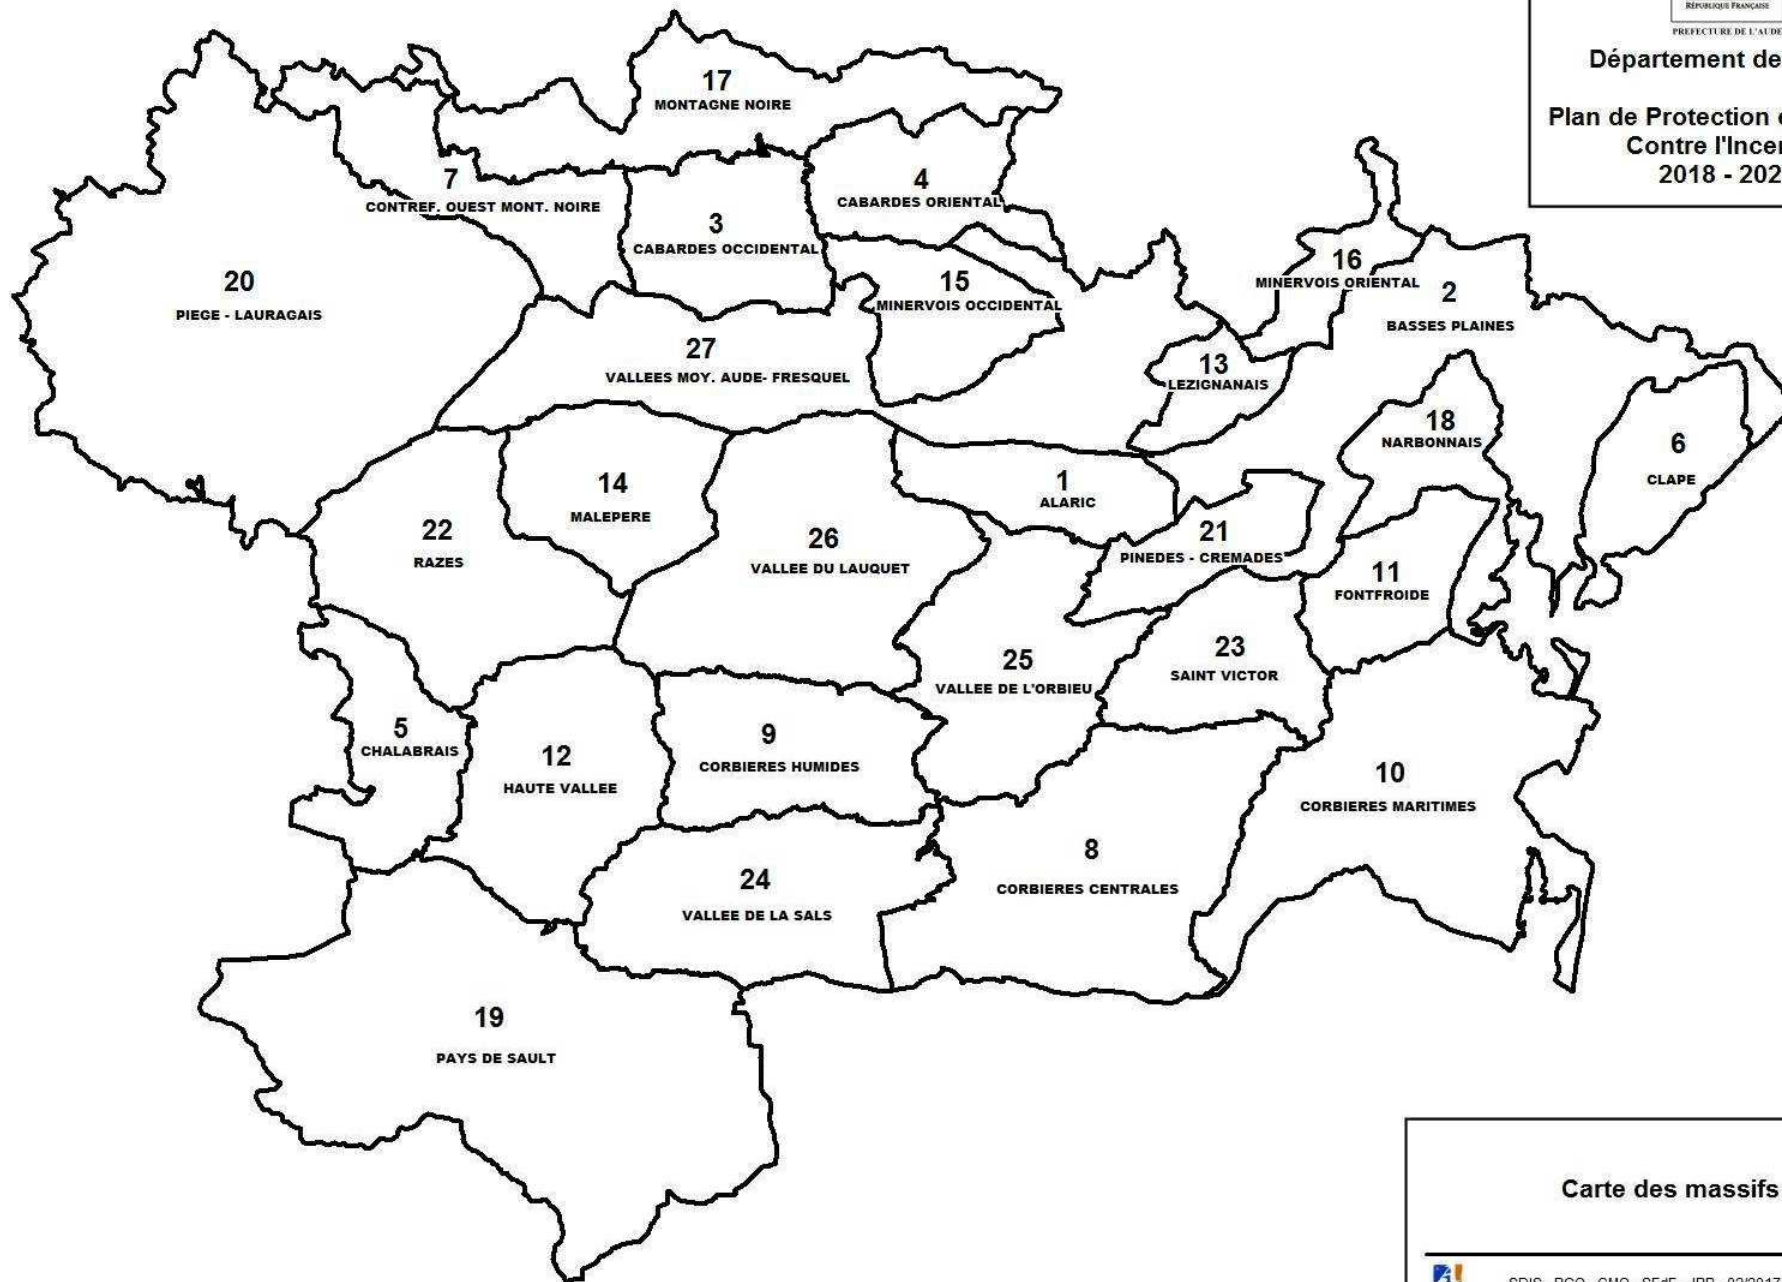 RÉPUBLIQUE FRANÇAISE
PREFECTURE DE L'AUDE
Département de
Plan de Protection
Contre l'Incen
2018 - 202
17
MONTAGNE NOIRE
7
CONTREF. OUEST MONT. NOIRE
4
CABARDES ORIENTAL
3
CABARDES OCCIDENTAL
20
PIEGE - LAURAGAIS
15
MINERVOIS OCCIDENTAL
16
MINERVOIS ORIENTAL
2
BASSES PLAINES
27
VALLEES MOY. AUDE- FRESQUEL
13
LEZIGNANAIS
18
NARBONNAIS
6
CLAPE
14
MALEPERE
1
ALARIC
22
RAZES
26
VALLEE DU LAUQUET
21
PINEDES - CREMADES
11
FONTFROIDE
25
VALLEE DE L'ORBIEU
23
SAINT VICTOR
5
CHALABRAIS
12
HAUTE VALLEE
9
CORBIERES HUMIDES
10
CORBIERES MARITIMES
8
CORBIERES CENTRALES
24
VALLEE DE LA SALS
19
PAYS DE SAULT
Carte des massifs